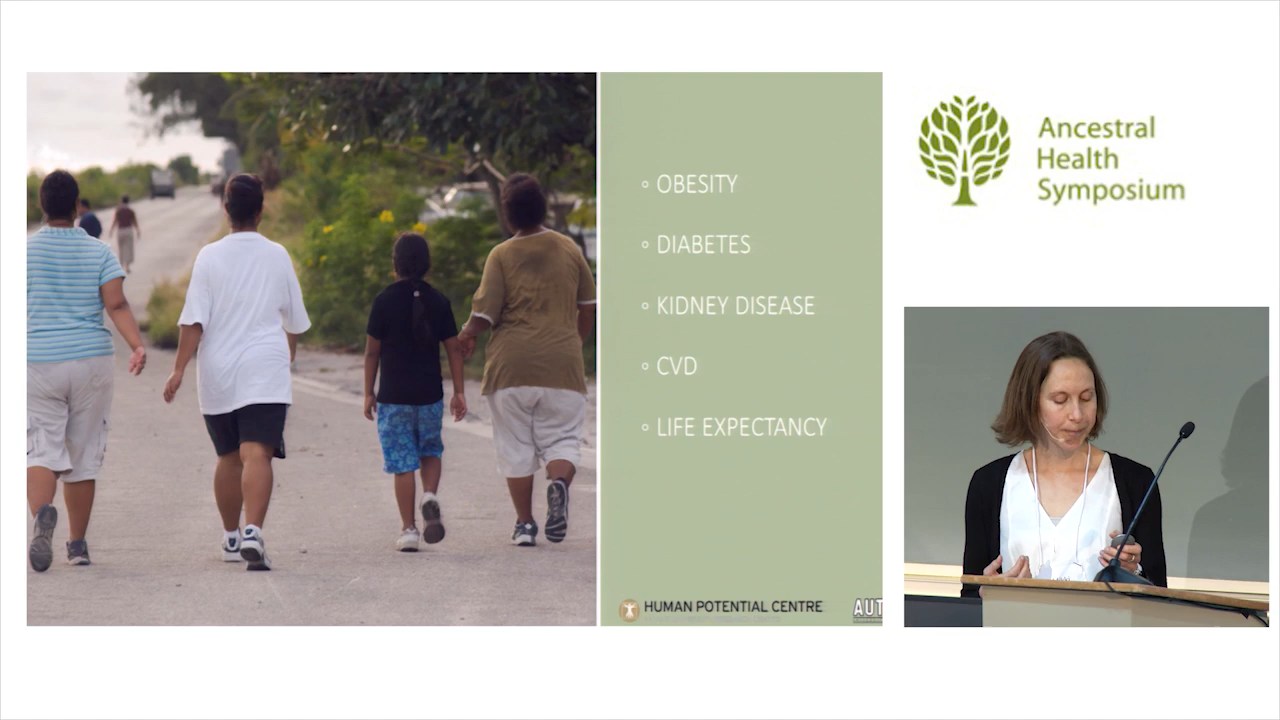 OBESITY
DIABETES
KIDNEY DISEASE
CVD
LIFE EXPECTANCY
HUMAN POTENTIAL CENTRE
AUT
Ancestral
Health
Symposium